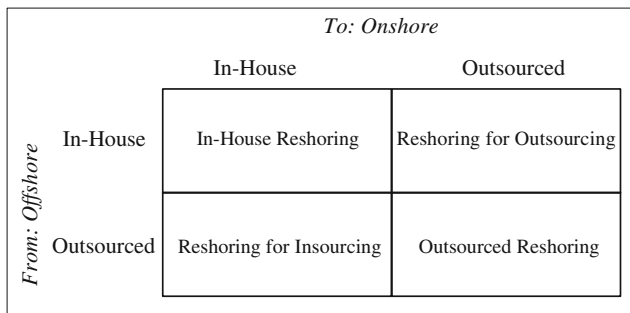 To: Onshore
In-House Outsourced
In-House In-House Reshoring Reshoring for Outsourcing
From: Offshore
Outsourced Reshoring for Insourcing Outsourced Reshoring